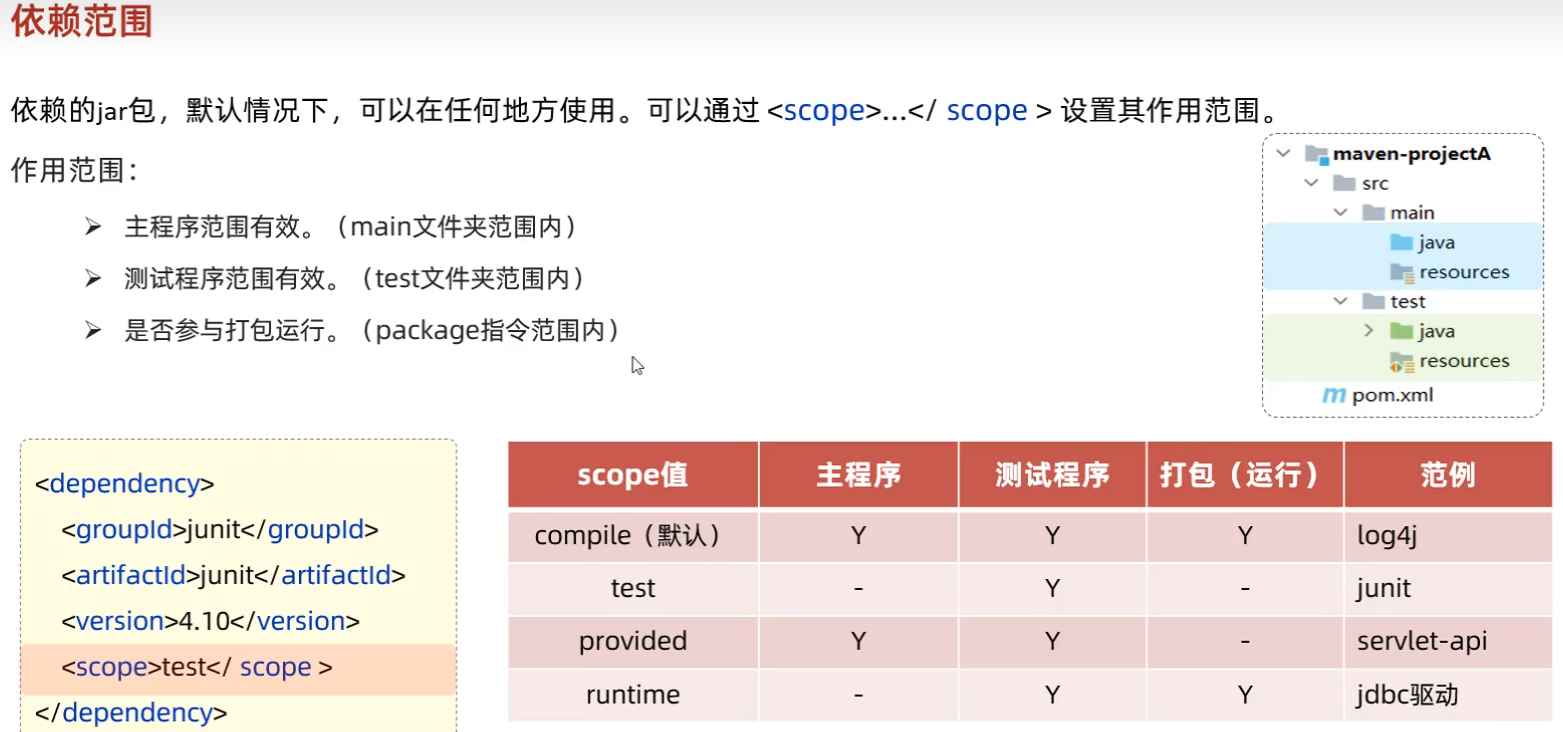 依赖范围
依赖的jar包，默认情况下，可以在任何地方使用。可以通过 <scope>...</ scope > 设置其作用范围。
作用范围：
➢ 主程序范围有效。（main文件夹范围内）
➢ 测试程序范围有效。（test文件夹范围内）
➢ 是否参与打包运行。（package指令范围内）
maven-projectA
src
main
java
resources
test
java
resources
m pom.xml
<dependency>
<groupId>junit</groupId>
<artifactId>junit</artifactId>
<version>4.10</version>
<scope>test</ scope >
</dependency>
scope值 主程序 测试程序 打包（运行） 范例
compile（默认） Y Y Y log4j
test - Y - junit
provided Y Y - servlet-api
runtime - Y Y jdbc驱动